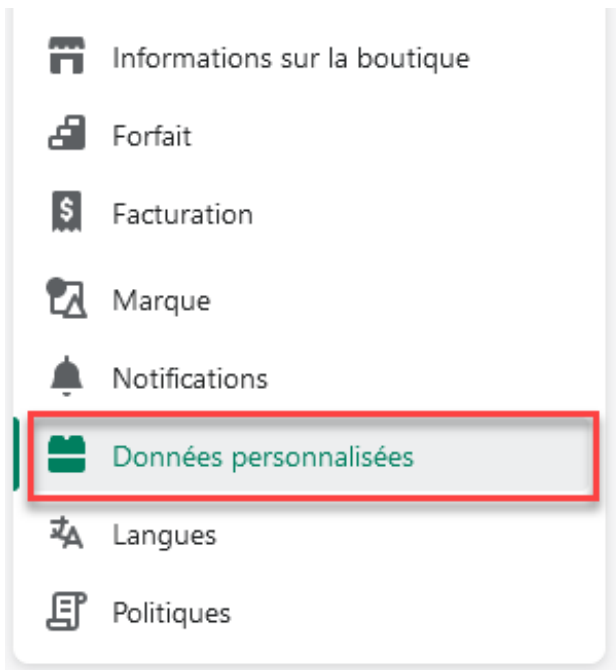 Informations sur la boutique
Forfait
$
Facturation
Marque
Notifications
Données personnalisées
Langues
Politiques